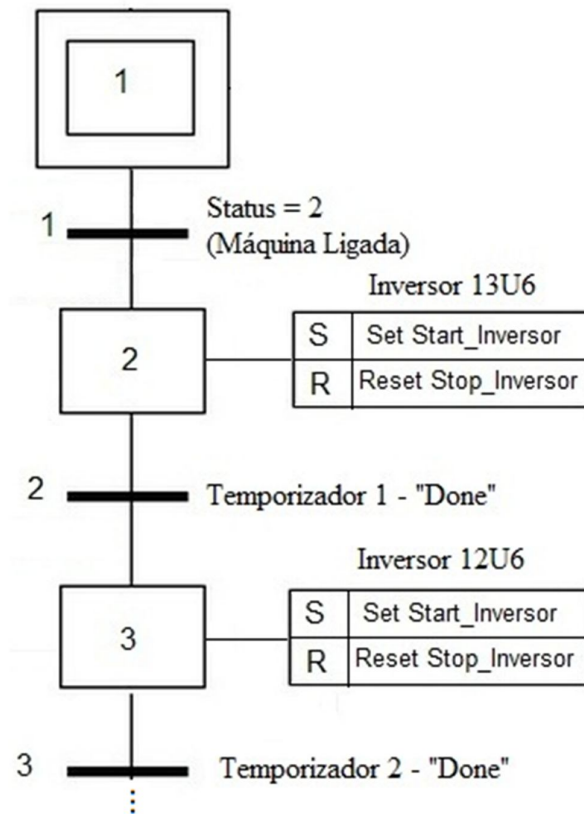 1
1
Status = 2
(Máquina Ligada)
Inversor 13U6
2
S Set Start_Inversor
R Reset Stop_Inversor
2
Temporizador 1 - "Done"
Inversor 12U6
3
S Set Start_Inversor
R Reset Stop_Inversor
3
Temporizador 2 - "Done"